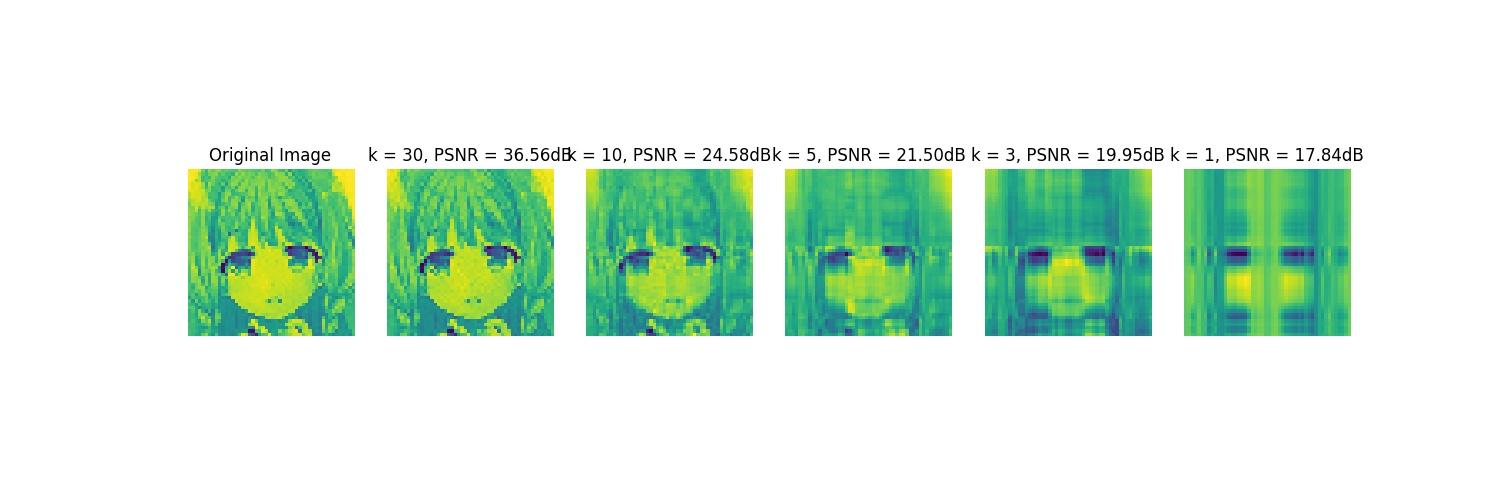 Original Image
k = 30, PSNR = 36.56dB
k = 10, PSNR = 24.58dB
k = 5, PSNR = 21.50dB
k = 3, PSNR = 19.95dB
k = 1, PSNR = 17.84dB